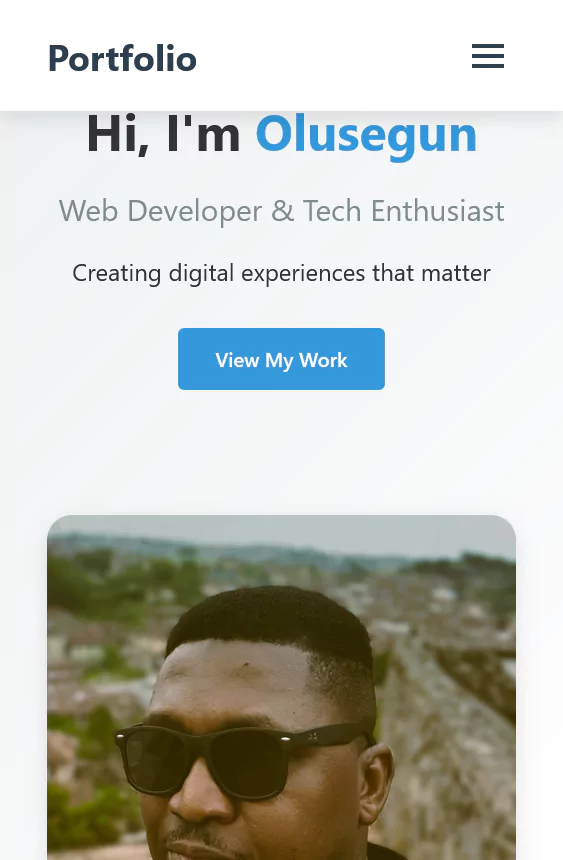 Portfolio
Hi, I'm Olusegun
Web Developer & Tech Enthusiast
Creating digital experiences that matter
View My Work